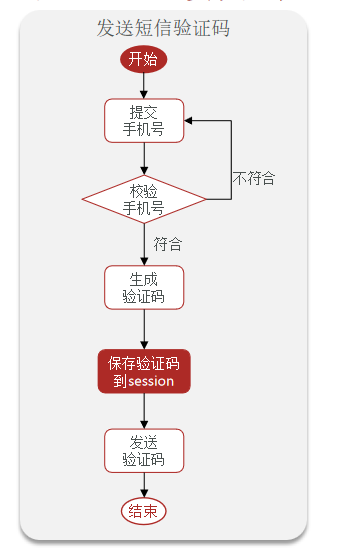 发送短信验证码
开始
提交
手机号
不符合
校验
手机号
符合
生成
验证码
保存验证码
到session
发送
验证码
结束